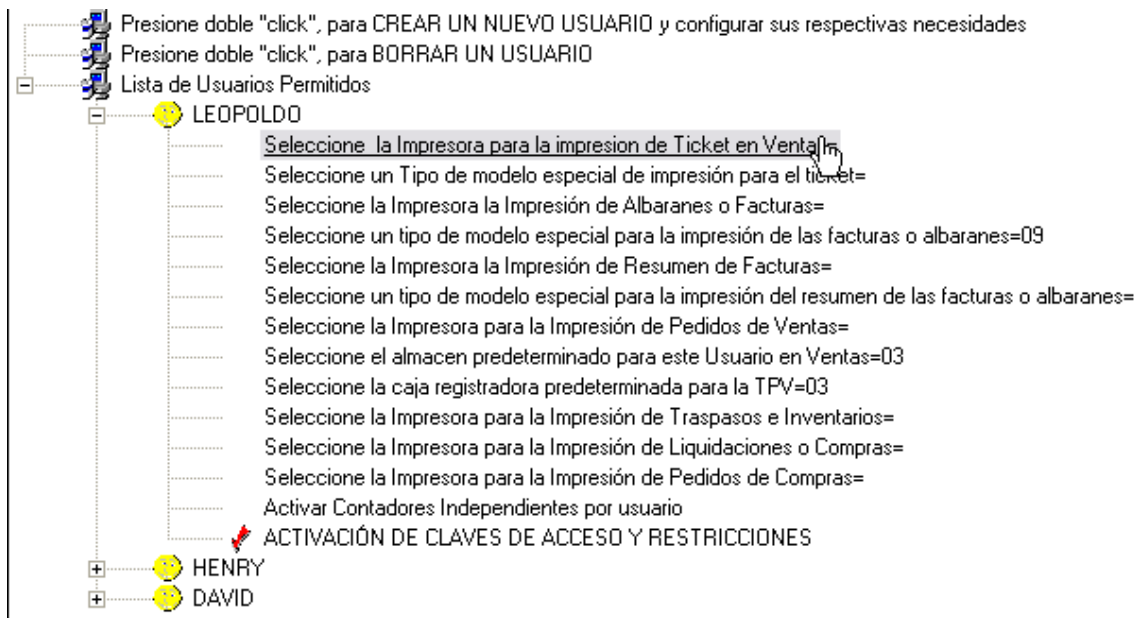 Presione doble "click", para CREAR UN NUEVO USUARIO y configurar sus respectivas necesidades
Presione doble "click", para BORRAR UN USUARIO
Lista de Usuarios Permitidos
LEOPOLDO
Seleccione la Impresora para la impresion de Ticket en Venta
Seleccione un Tipo de modelo especial de impresión para el ticket=
Seleccione la Impresora la Impresión de Albaranes o Facturas=
Seleccione un tipo de modelo especial para la impresión de las facturas o albaranes=09
Seleccione la Impresora la Impresión de Resumen de Facturas=
Seleccione un tipo de modelo especial para la impresión del resumen de las facturas o albaranes=
Seleccione la Impresora para la Impresión de Pedidos de Ventas=
Seleccione el almacen predeterminado para este Usuario en Ventas=03
Seleccione la caja registradora predeterminada para la TPV=03
Seleccione la Impresora para la Impresión de Traspasos e Inventarios=
Seleccione la Impresora para la Impresión de Liquidaciones o Compras=
Seleccione la Impresora para la Impresión de Pedidos de Compras=
Activar Contadores Independientes por usuario
ACTIVACIÓN DE CLAVES DE ACCESO Y RESTRICCIONES
HENRY
DAVID